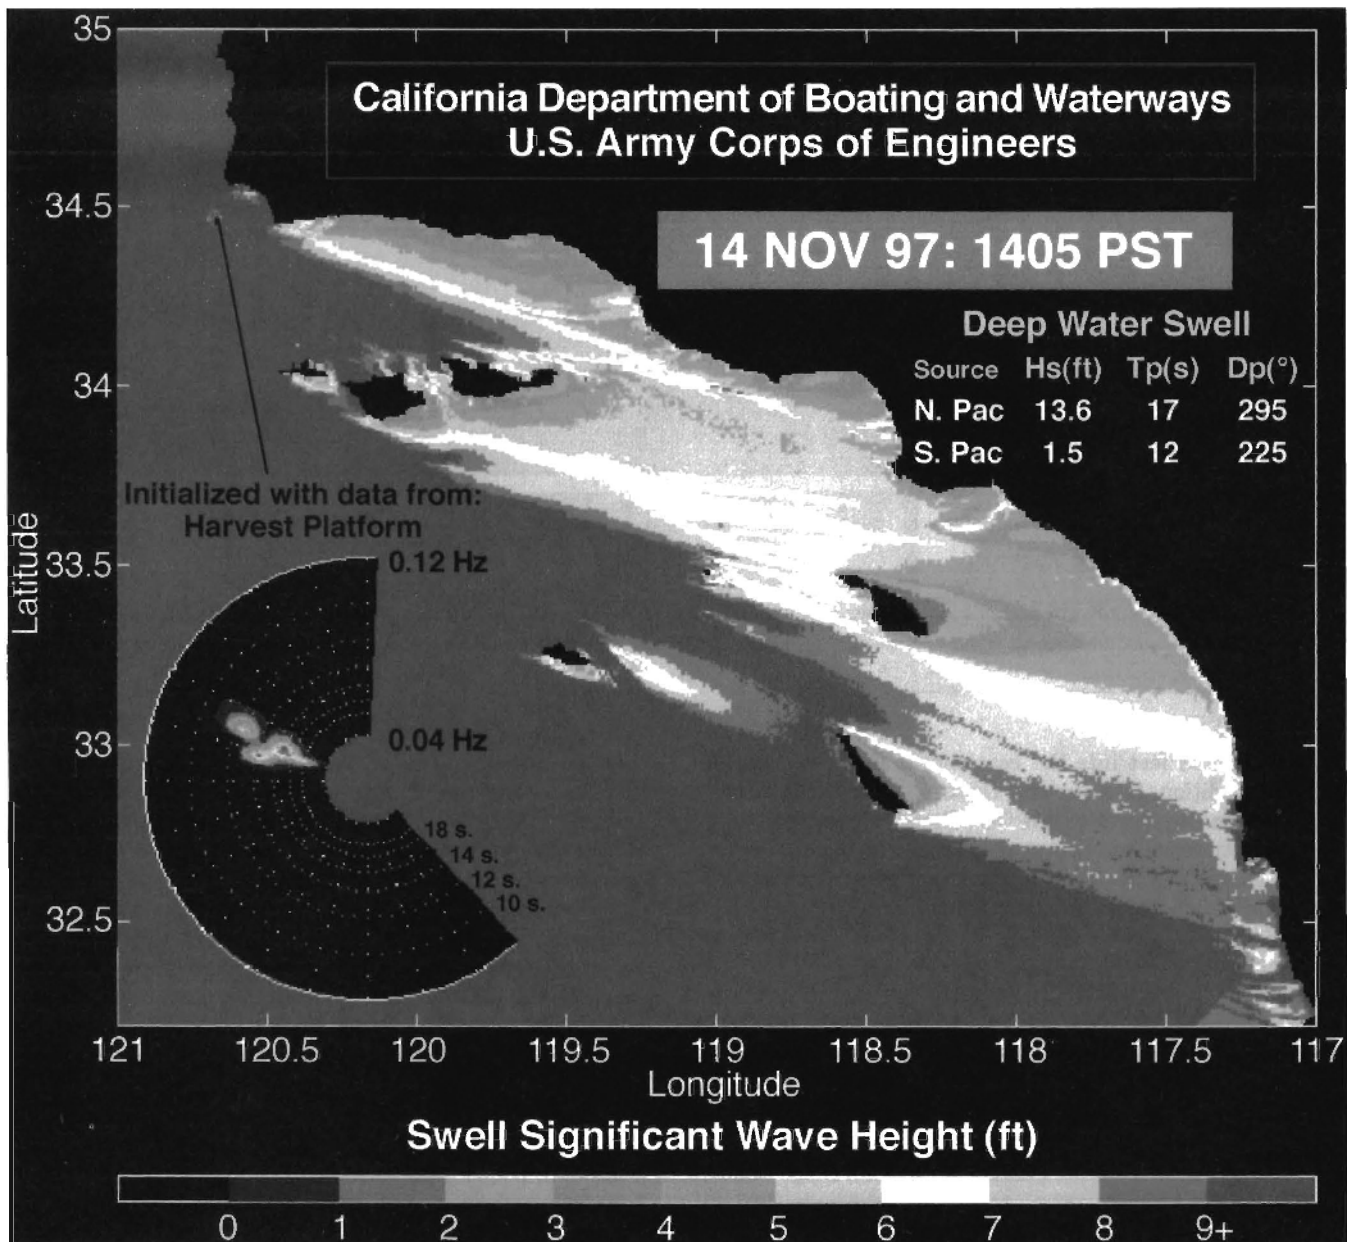 California Department of Boating and Waterways
U.S. Army Corps of Engineers
14 NOV 97: 1405 PST
Deep Water Swell
Source Hs(ft) Tp(s) Dp(°)
N. Pac 13.6 17 295
S. Pac 1.5 12 225
Initialized with data from:
Harvest Platform
0.12 Hz
0.04 Hz
18 s.
14 s.
12 s.
10 s.
Latitude
35
34.5
34
33.5
33
32.5
121 120.5 120 119.5 119 118.5 118 117.5 117
Longitude
Swell Significant Wave Height (ft)
0 1 2 3 4 5 6 7 8 9+